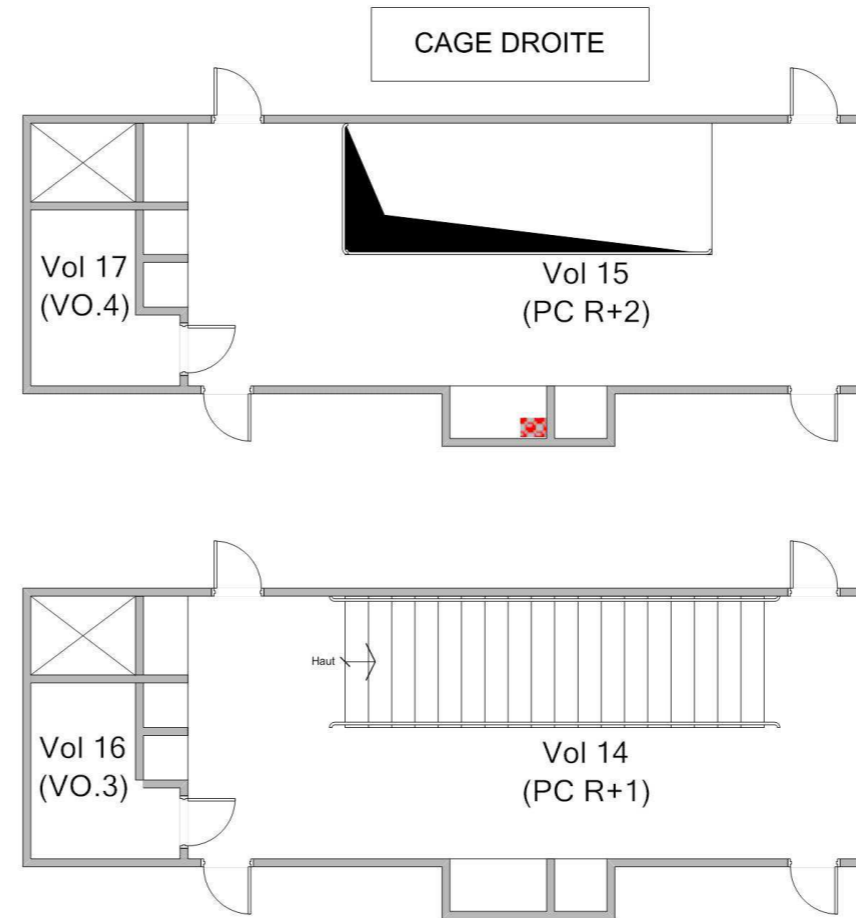 CAGE DROITE
Vol 17
(VO.4)
Vol 15
(PC R+2)
Haut
Vol 16
(VO.3)
Vol 14
(PC R+1)